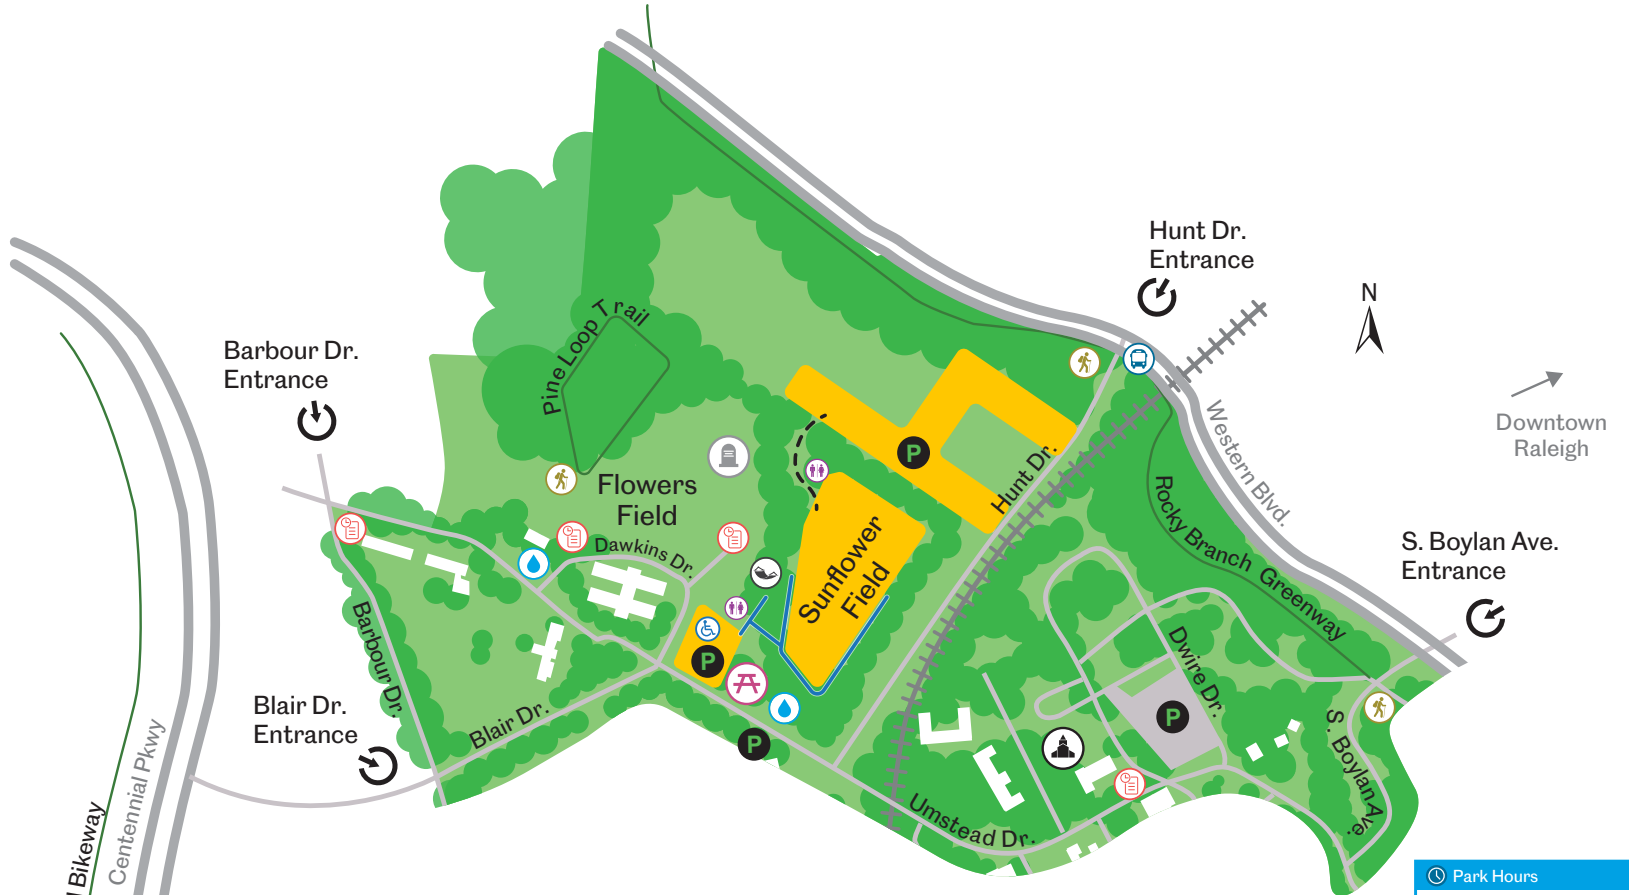 Hunt Dr.
Entrance
N
Barbour Dr.
Entrance
Pine Loop Trail
Downtown
Raleigh
Western Blvd.
P
Hunt Dr.
Flowers
Field
Rocky Branch Greenway
Dawkins Dr.
Sunflower
Field
S. Boylan Ave.
Entrance
Barbour Dr.
P
Dwire Dr.
Blair Dr.
Entrance
Blair Dr.
P
P
S. Boylan Ave.
Umstead Dr.
Centennial Pkwy
Bikeway
Park Hours